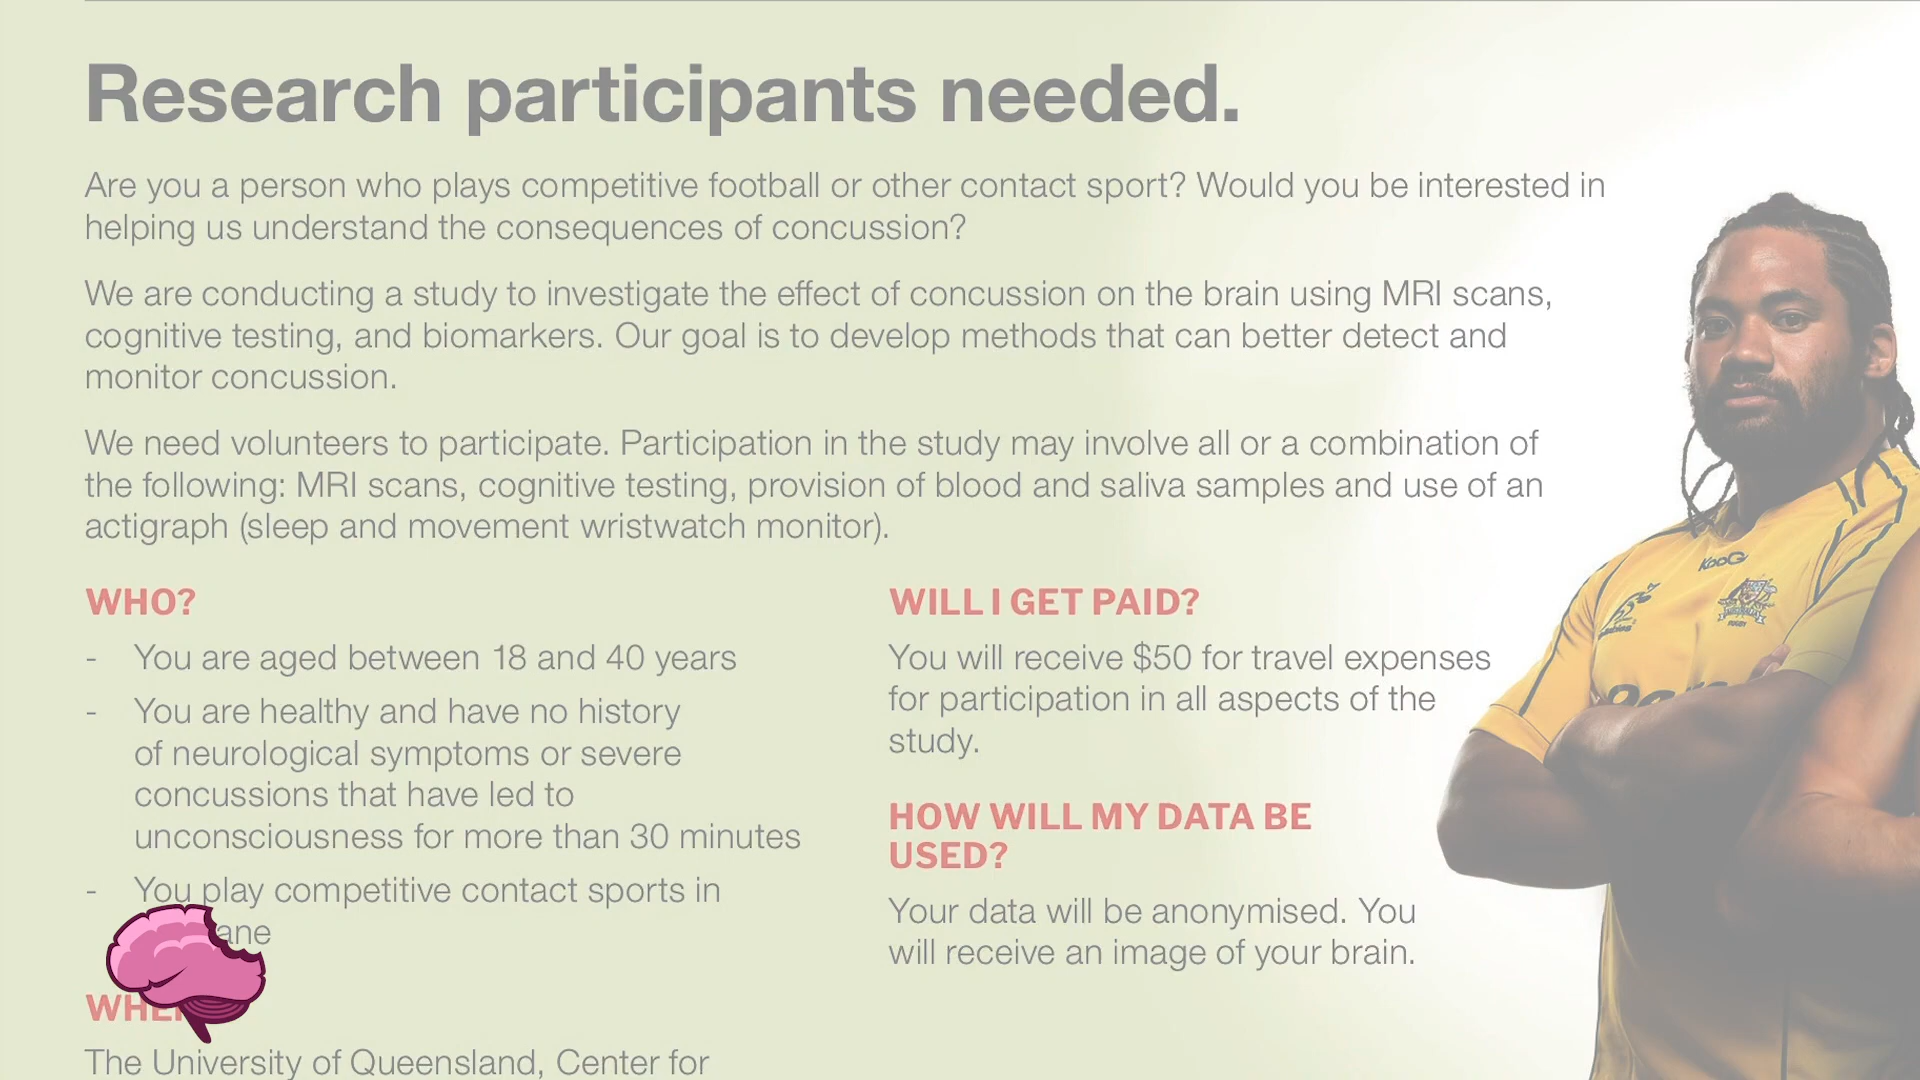 Research participants needed.
Are you a person who plays competitive football or other contact sport? Would you be interested in
helping us understand the consequences of concussion?
We are conducting a study to investigate the effect of concussion on the brain using MRI scans,
cognitive testing, and biomarkers. Our goal is to develop methods that can better detect and
monitor concussion.
We need volunteers to participate. Participation in the study may involve all or a combination of
the following: MRI scans, cognitive testing, provision of blood and saliva samples and use of an
actigraph (sleep and movement wristwatch monitor).
WHO?
- You are aged between 18 and 40 years
- You are healthy and have no history
of neurological symptoms or severe
concussions that have led to
unconsciousness for more than 30 minutes
- You play competitive contact sports in
The University of Queensland, Center for
WILL I GET PAID?
You will receive $50 for travel expenses
for participation in all aspects of the
study.
HOW WILL MY DATA BE
USED?
Your data will be anonymised. You
will receive an image of your brain.
KooGa
AUSTRALIA
RUGBY